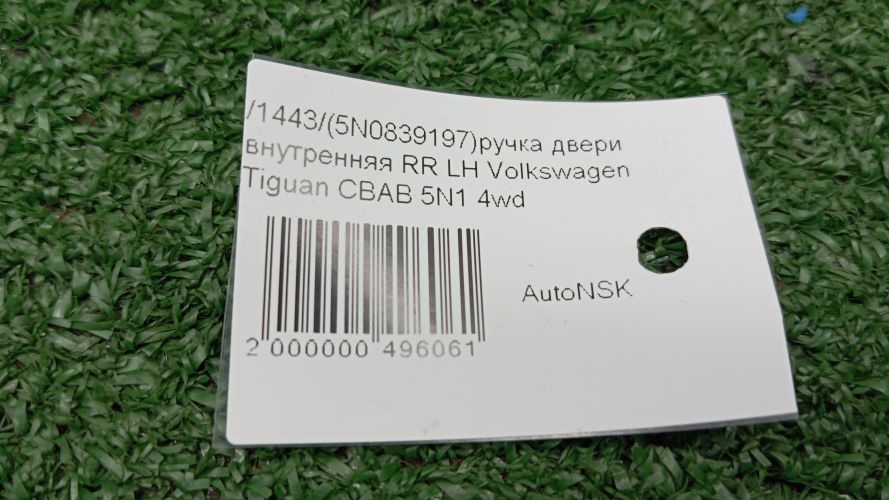 /1443/(5N0839197)ручка двери
внутренняя RR LH Volkswagen
Tiguan CBAB 5N1 4wd
AutoNSK
2 000000 496061